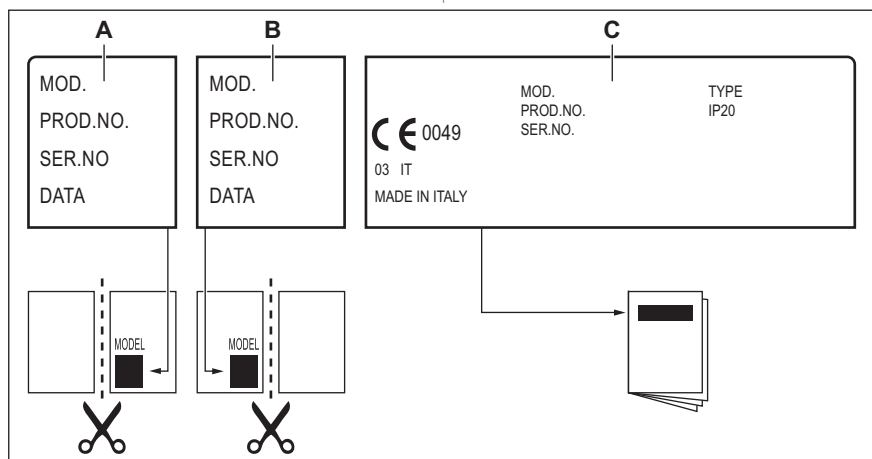 A
B
C
MOD.
PROD.NO.
SER.NO
DATA
MOD.
PROD.NO.
SER.NO
DATA
MOD.
PROD.NO.
SER.NO.
TYPE
IP20
CE 0049
03 IT
MADE IN ITALY
MODEL
MODEL